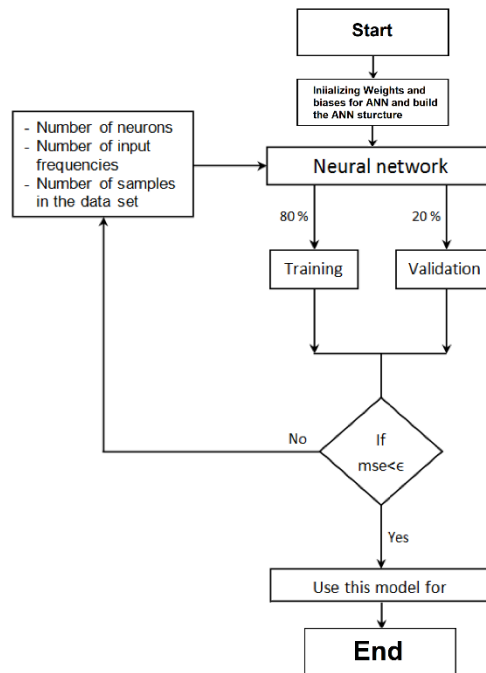 Start
Iniializing Weights and
biases for ANN and build
the ANN sturcture
- Number of neurons
- Number of input
frequencies
- Number of samples
in the data set
Neural network
80 %
20 %
Training
Validation
No
If
mse<ϵ
Yes
Use this model for
End